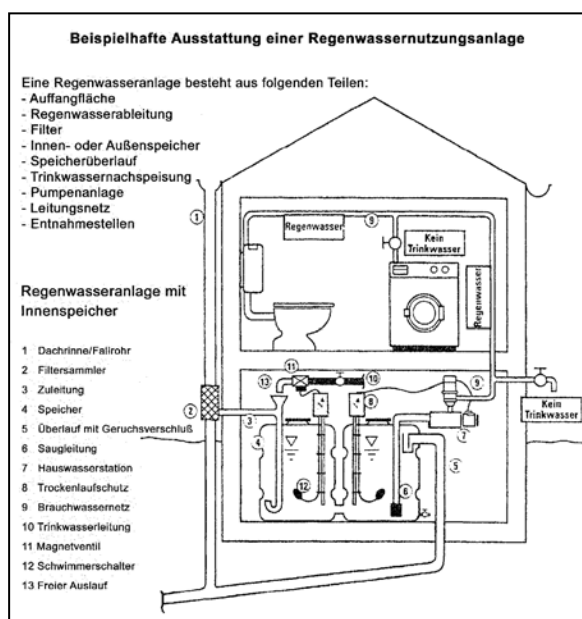 Beispielhafte Ausstattung einer Regenwassernutzungsanlage
Eine Regenwasseranlage besteht aus folgenden Teilen:
- Auffangfläche
- Regenwasserableitung
- Filter
- Innen- oder Außenspeicher
- Speicherüberlauf
- Trinkwassernachspeisung
- Pumpenanlage
- Leitungsnetz
- Entnahmestellen
1
Regenwasser
9
Kein
Trinkwasser
Regenwasser
Regenwasseranlage mit
Innenspeicher
1 Dachrinne/Fallrohr
2 Filtersammler
3 Zuleitung
4 Speicher
5 Überlauf mit Geruchsverschluß
6 Saugleitung
7 Hauswasserstation
8 Trockenlaufschutz
9 Brauchwassernetz
10 Trinkwasserleitung
11 Magnetventil
12 Schwimmerschalter
13 Freier Auslauf
11
13
10
9
8
2
3
4
7
12
6
5
Kein
Trinkwasser